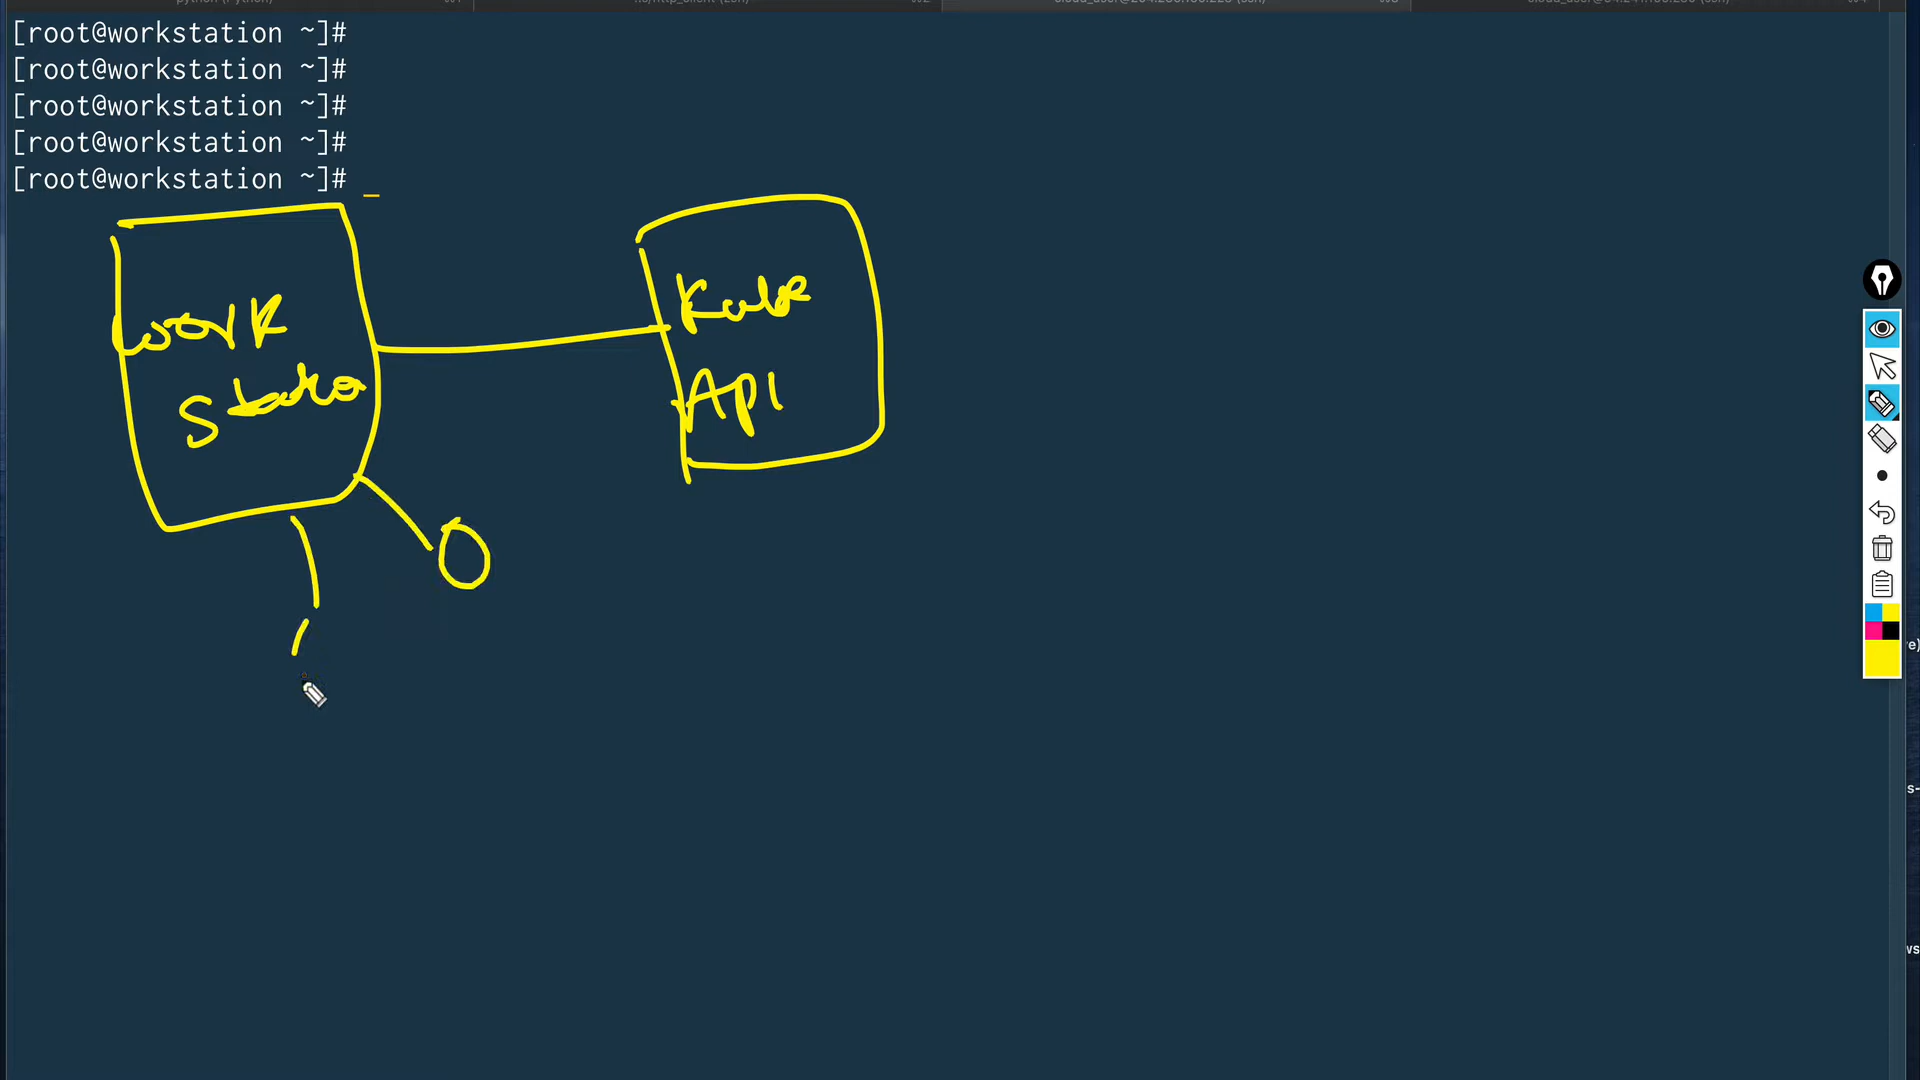 [root@workstation ~]#
[root@workstation ~]#
[root@workstation ~]#
[root@workstation ~]#
[root@workstation ~]# _
Work
Kube
API